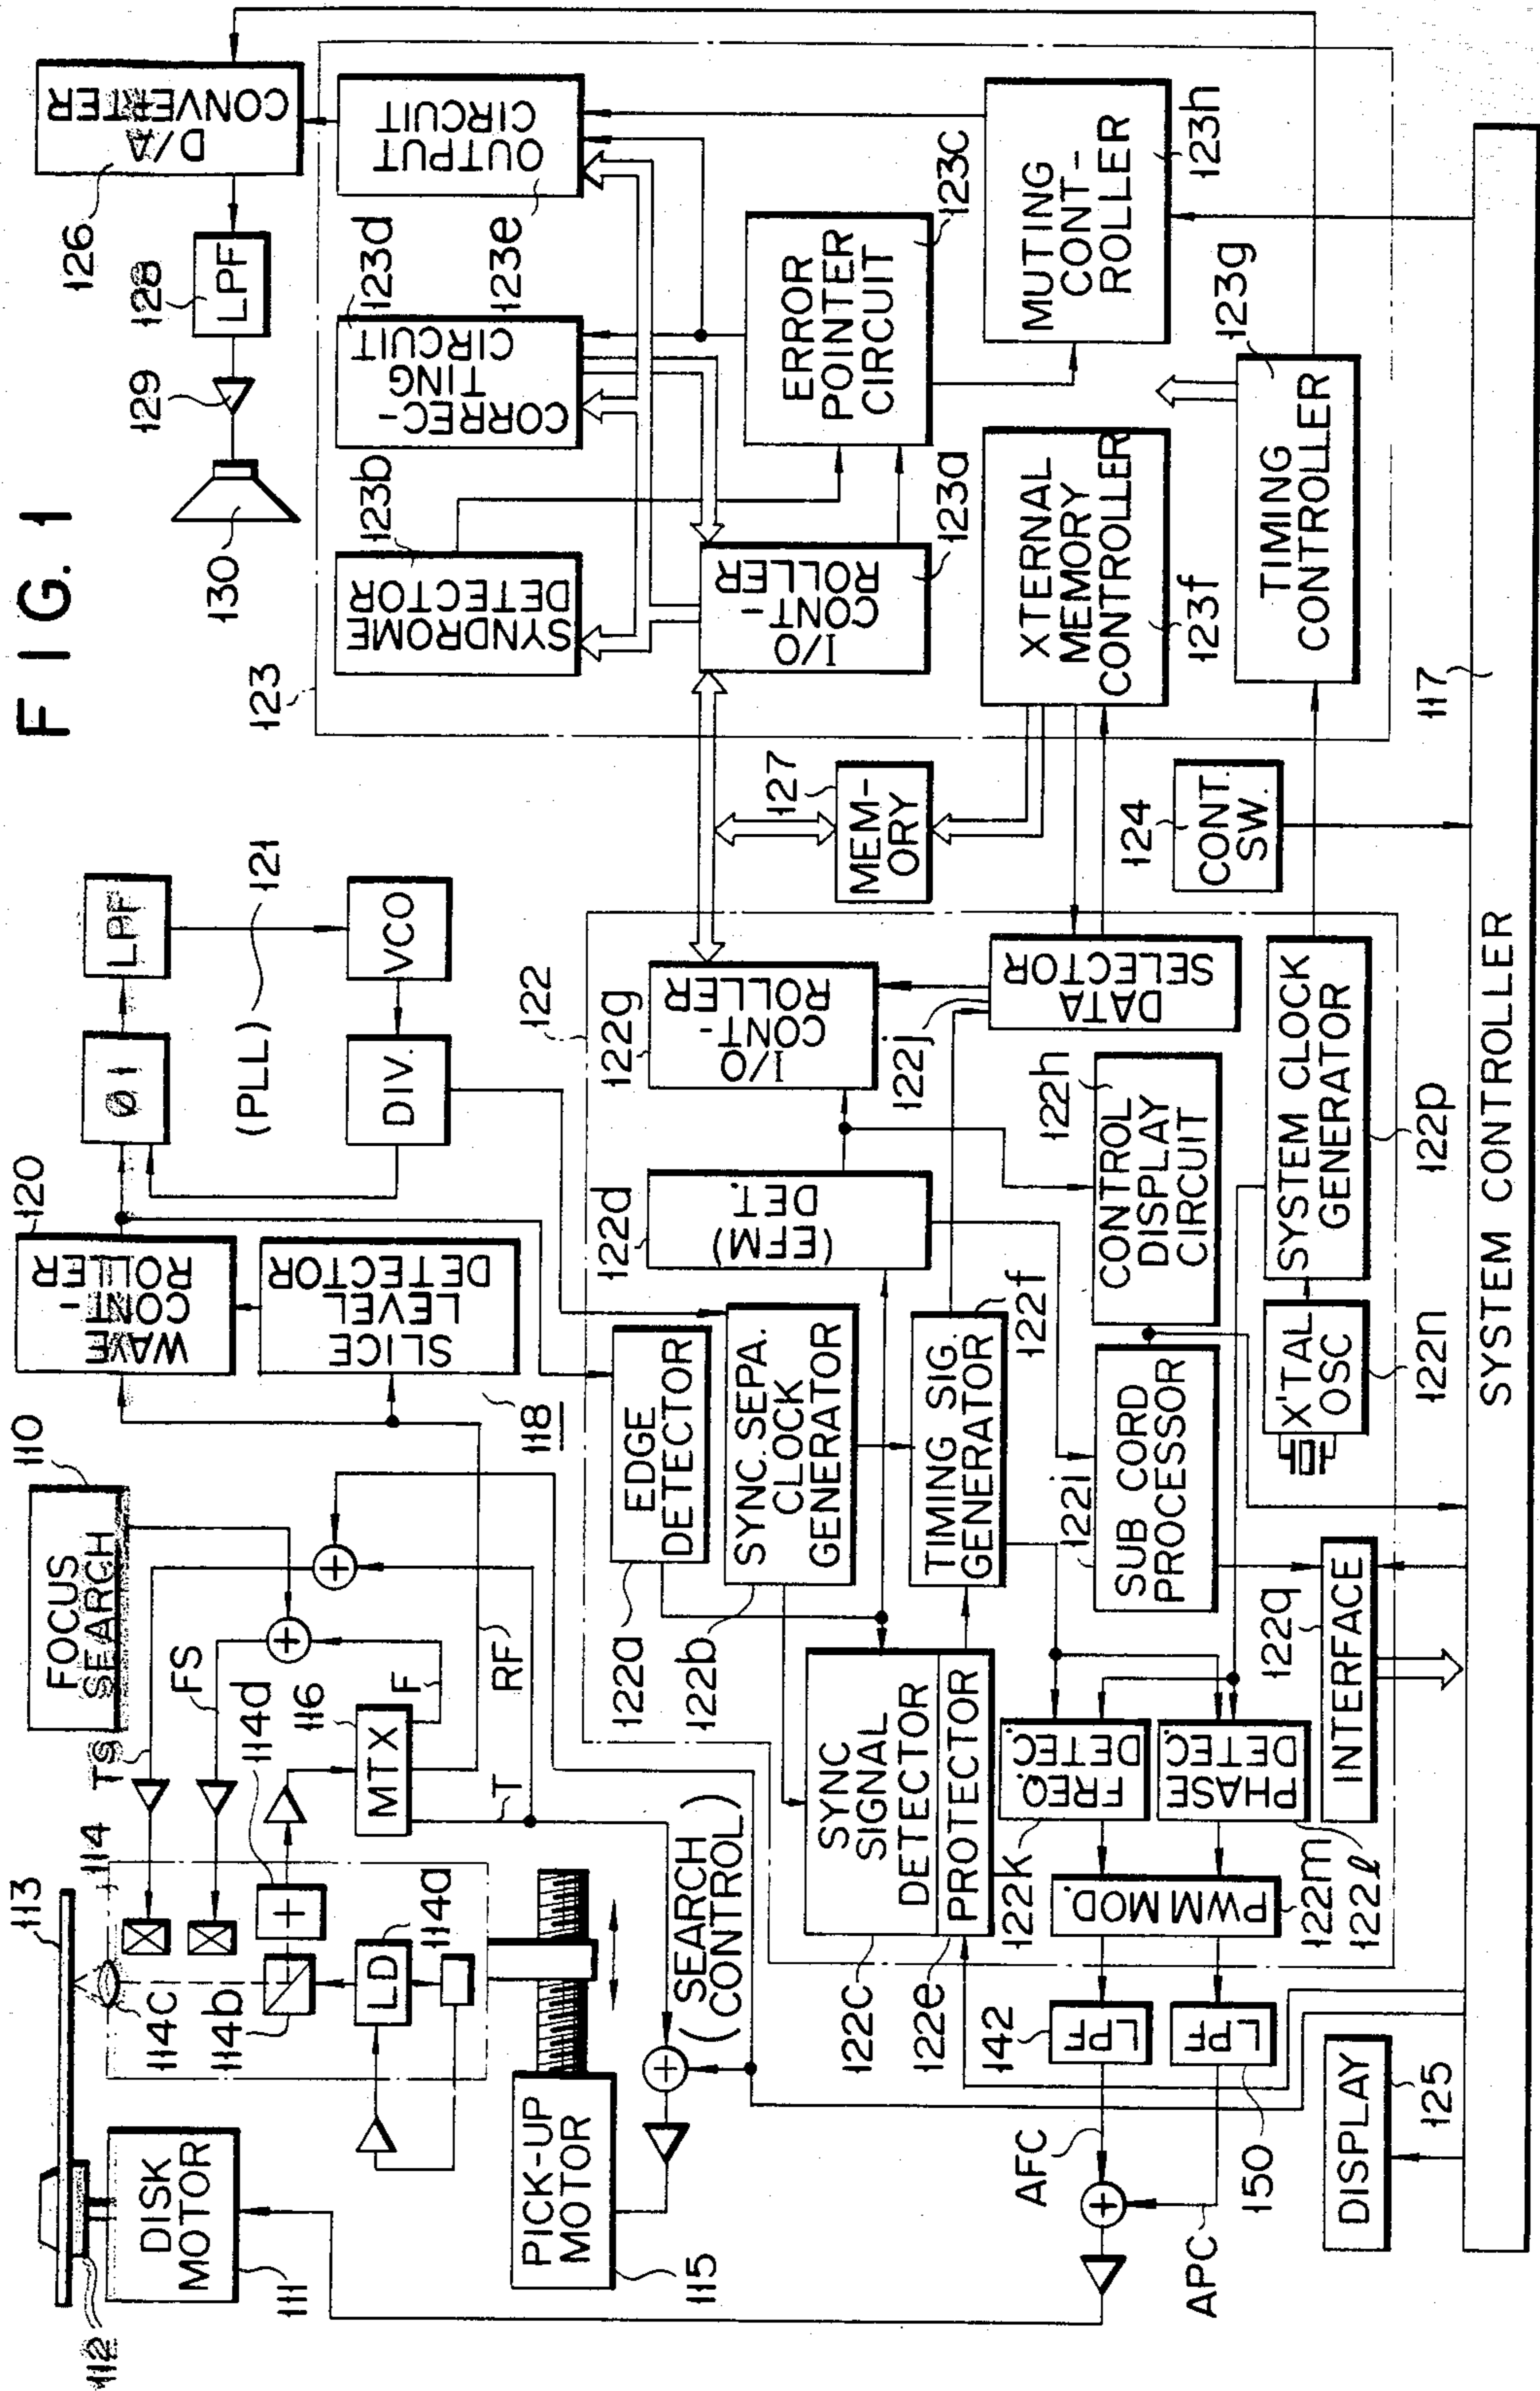 FIG. 1
113
112
DISK
MOTOR
111
114
114c
114b
114d
LD
114a
PICK-UP
MOTOR
115
TS
FS
FOCUS
SEARCH
110
MTX
116
F
RF
T
(SEARCH
CONTROL)
WAVE
CONT-
ROLLER
120
SLICE
LEVEL
DETECTOR
118
Ø1
LPF
(PLL)
121
VCO
DIV.
130
129
128
LPF
126
D/A
CONVERTER
123
SYNDROME
DETECTOR
123b
CORREC-
TING
CIRCUIT
123d
OUTPUT
CIRCUIT
123e
I/O
CONT-
ROLLER
123a
ERROR
POINTER
CIRCUIT
123c
XTERNAL
MEMORY
CONTROLLER
123f
MUTING
CONT-
ROLLER
123h
TIMING
CONTROLLER
123g
MEM-
ORY
127
CONT.
SW.
124
122
EDGE
DETECTOR
122a
SYNC. SEPA.
CLOCK
GENERATOR
122b
(EFM)
DET.
122d
I/O
CONT-
ROLLER
122g
SYNC
SIGNAL
DETECTOR
122c
PROTECTOR
122e
TIMING SIG.
GENERATOR
122f
DATA
SELECTOR
122j
CONTROL
DISPLAY
CIRCUIT
122h
SUB CORD
PROCESSOR
122i
FREQ.
DETEC.
122k
PHASE
DETEC.
122ℓ
PWM MOD.
122m
X'TAL
OSC
122n
SYSTEM CLOCK
GENERATOR
122p
INTERFACE
122q
LPF
142
LPF
150
AFC
APC
DISPLAY
125
SYSTEM CONTROLLER
117